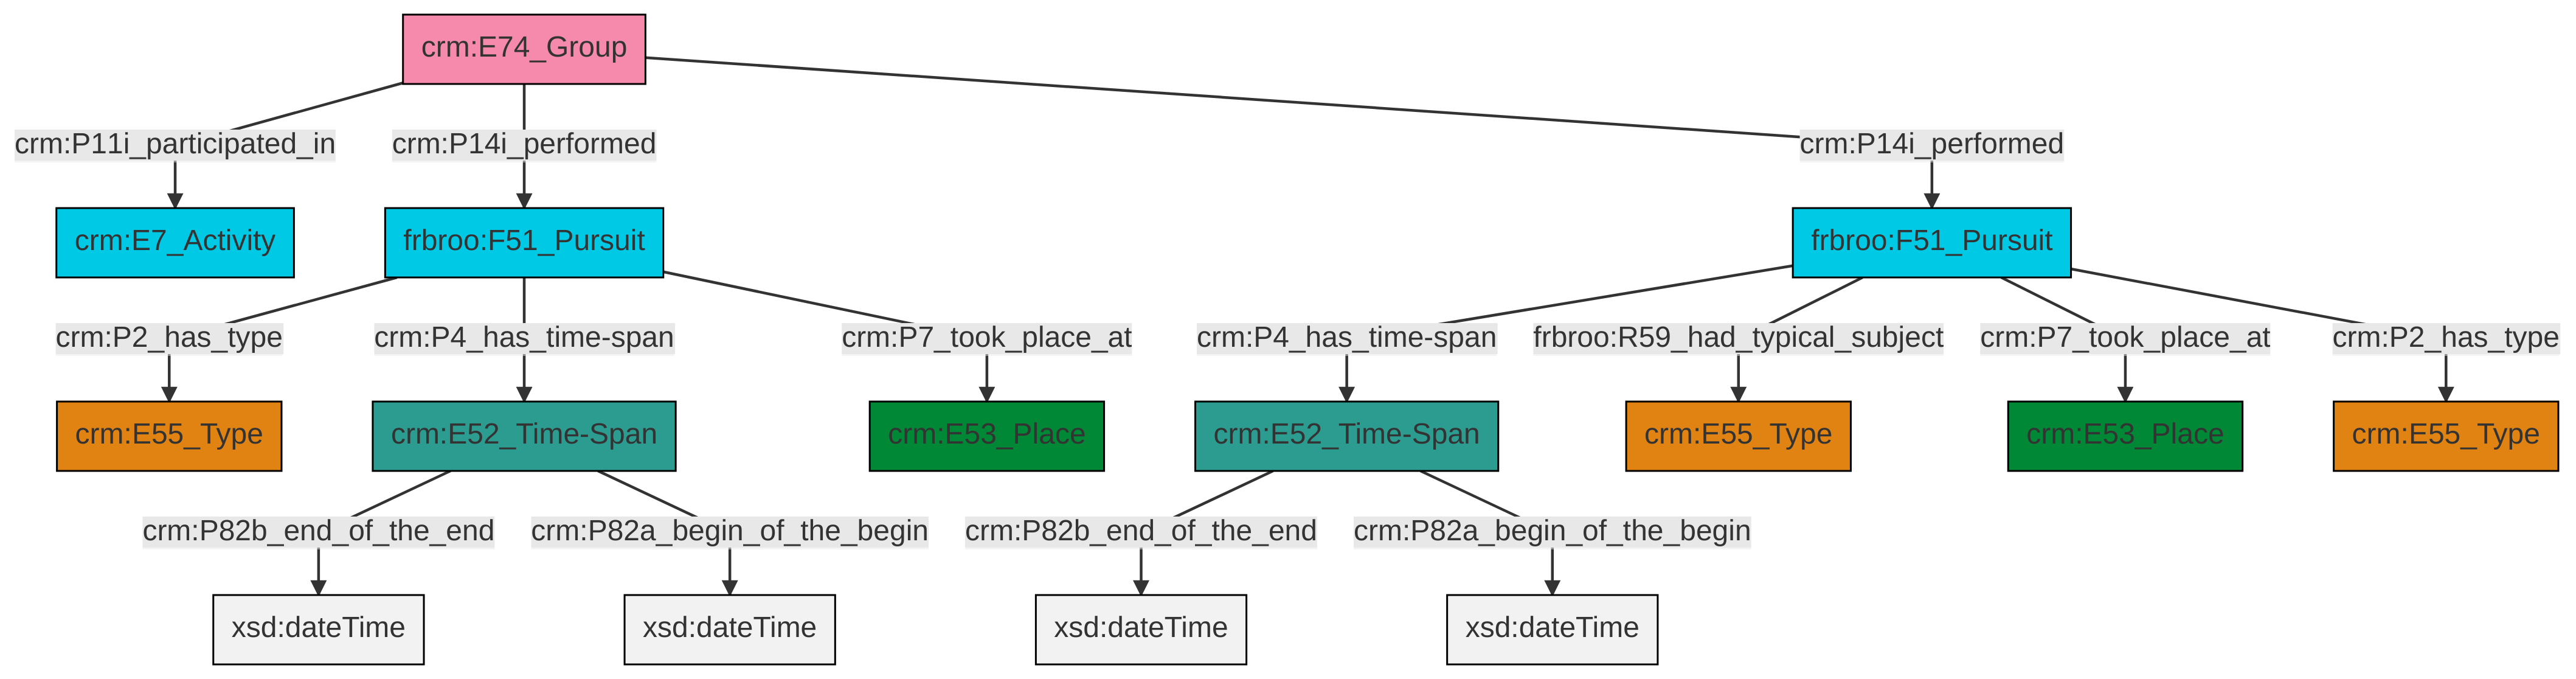 crm:E74_Group
crm:P11i_participated_in
crm:P14i_performed
crm:P14i_performed
crm:E7_Activity
frbroo:F51_Pursuit
frbroo:F51_Pursuit
crm:P2_has_type
crm:P4_has_time-span
crm:P7_took_place_at
crm:P4_has_time-span
frbroo:R59_had_typical_subject
crm:P7_took_place_at
crm:P2_has_type
crm:E55_Type
crm:E52_Time-Span
crm:E53_Place
crm:E52_Time-Span
crm:E55_Type
crm:E53_Place
crm:E55_Type
crm:P82b_end_of_the_end
crm:P82a_begin_of_the_begin
crm:P82b_end_of_the_end
crm:P82a_begin_of_the_begin
xsd:dateTime
xsd:dateTime
xsd:dateTime
xsd:dateTime